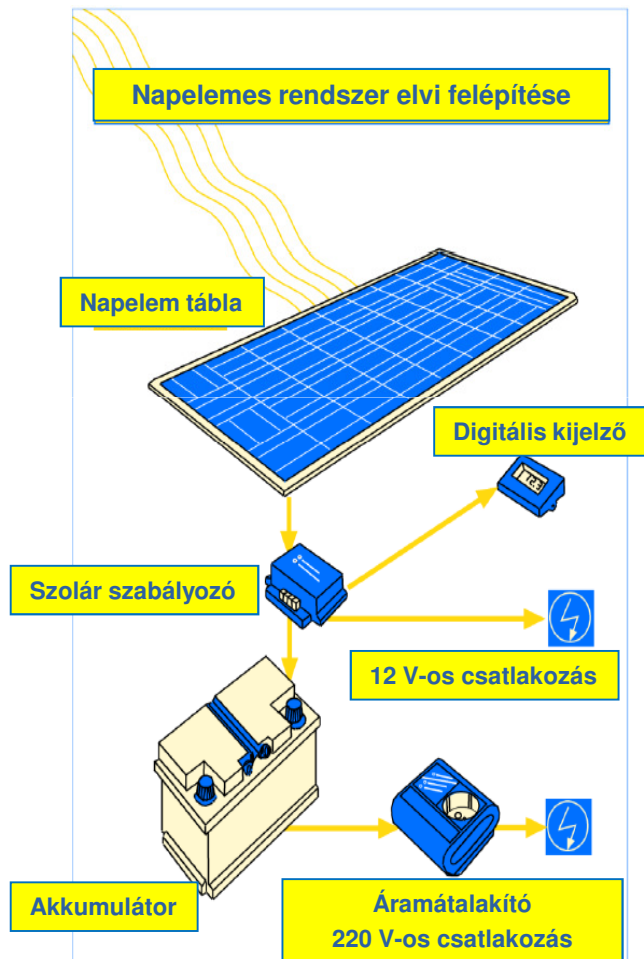 Napelemes rendszer elvi felépítése
Napelem tábla
Digitális kijelző
Szolár szabályozó
12 V-os csatlakozás
Akkumulátor
Áramátalakító
220 V-os csatlakozás